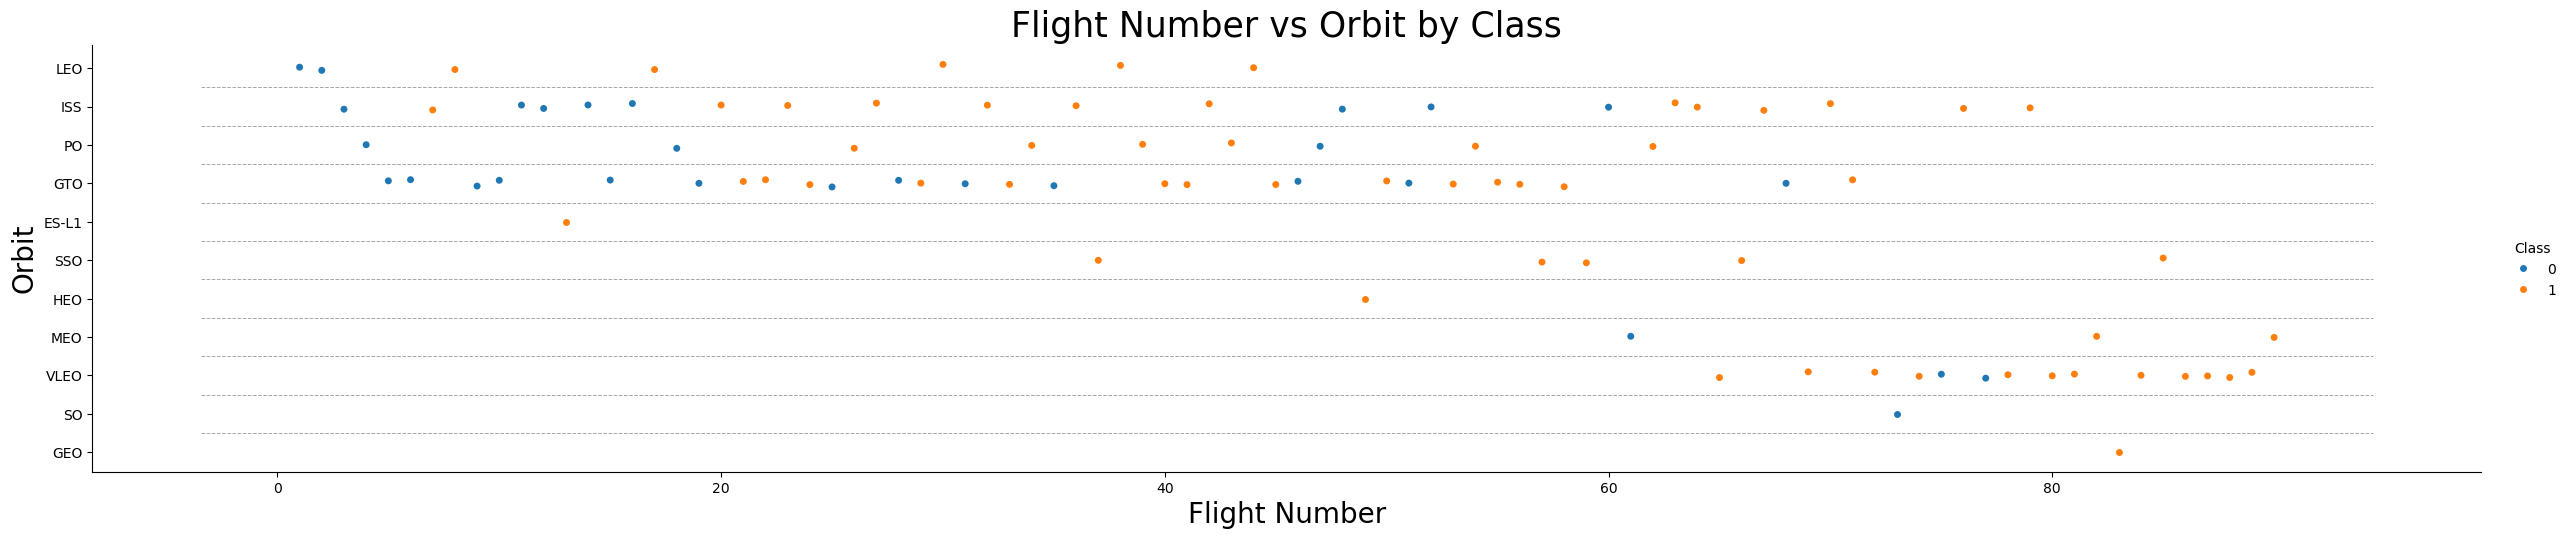 Flight Number vs Orbit by Class
Orbit
LEO
ISS
PO
GTO
ES-L1
SSO
HEO
MEO
VLEO
SO
GEO
0 20 40 60 80
Flight Number
Class
0
1